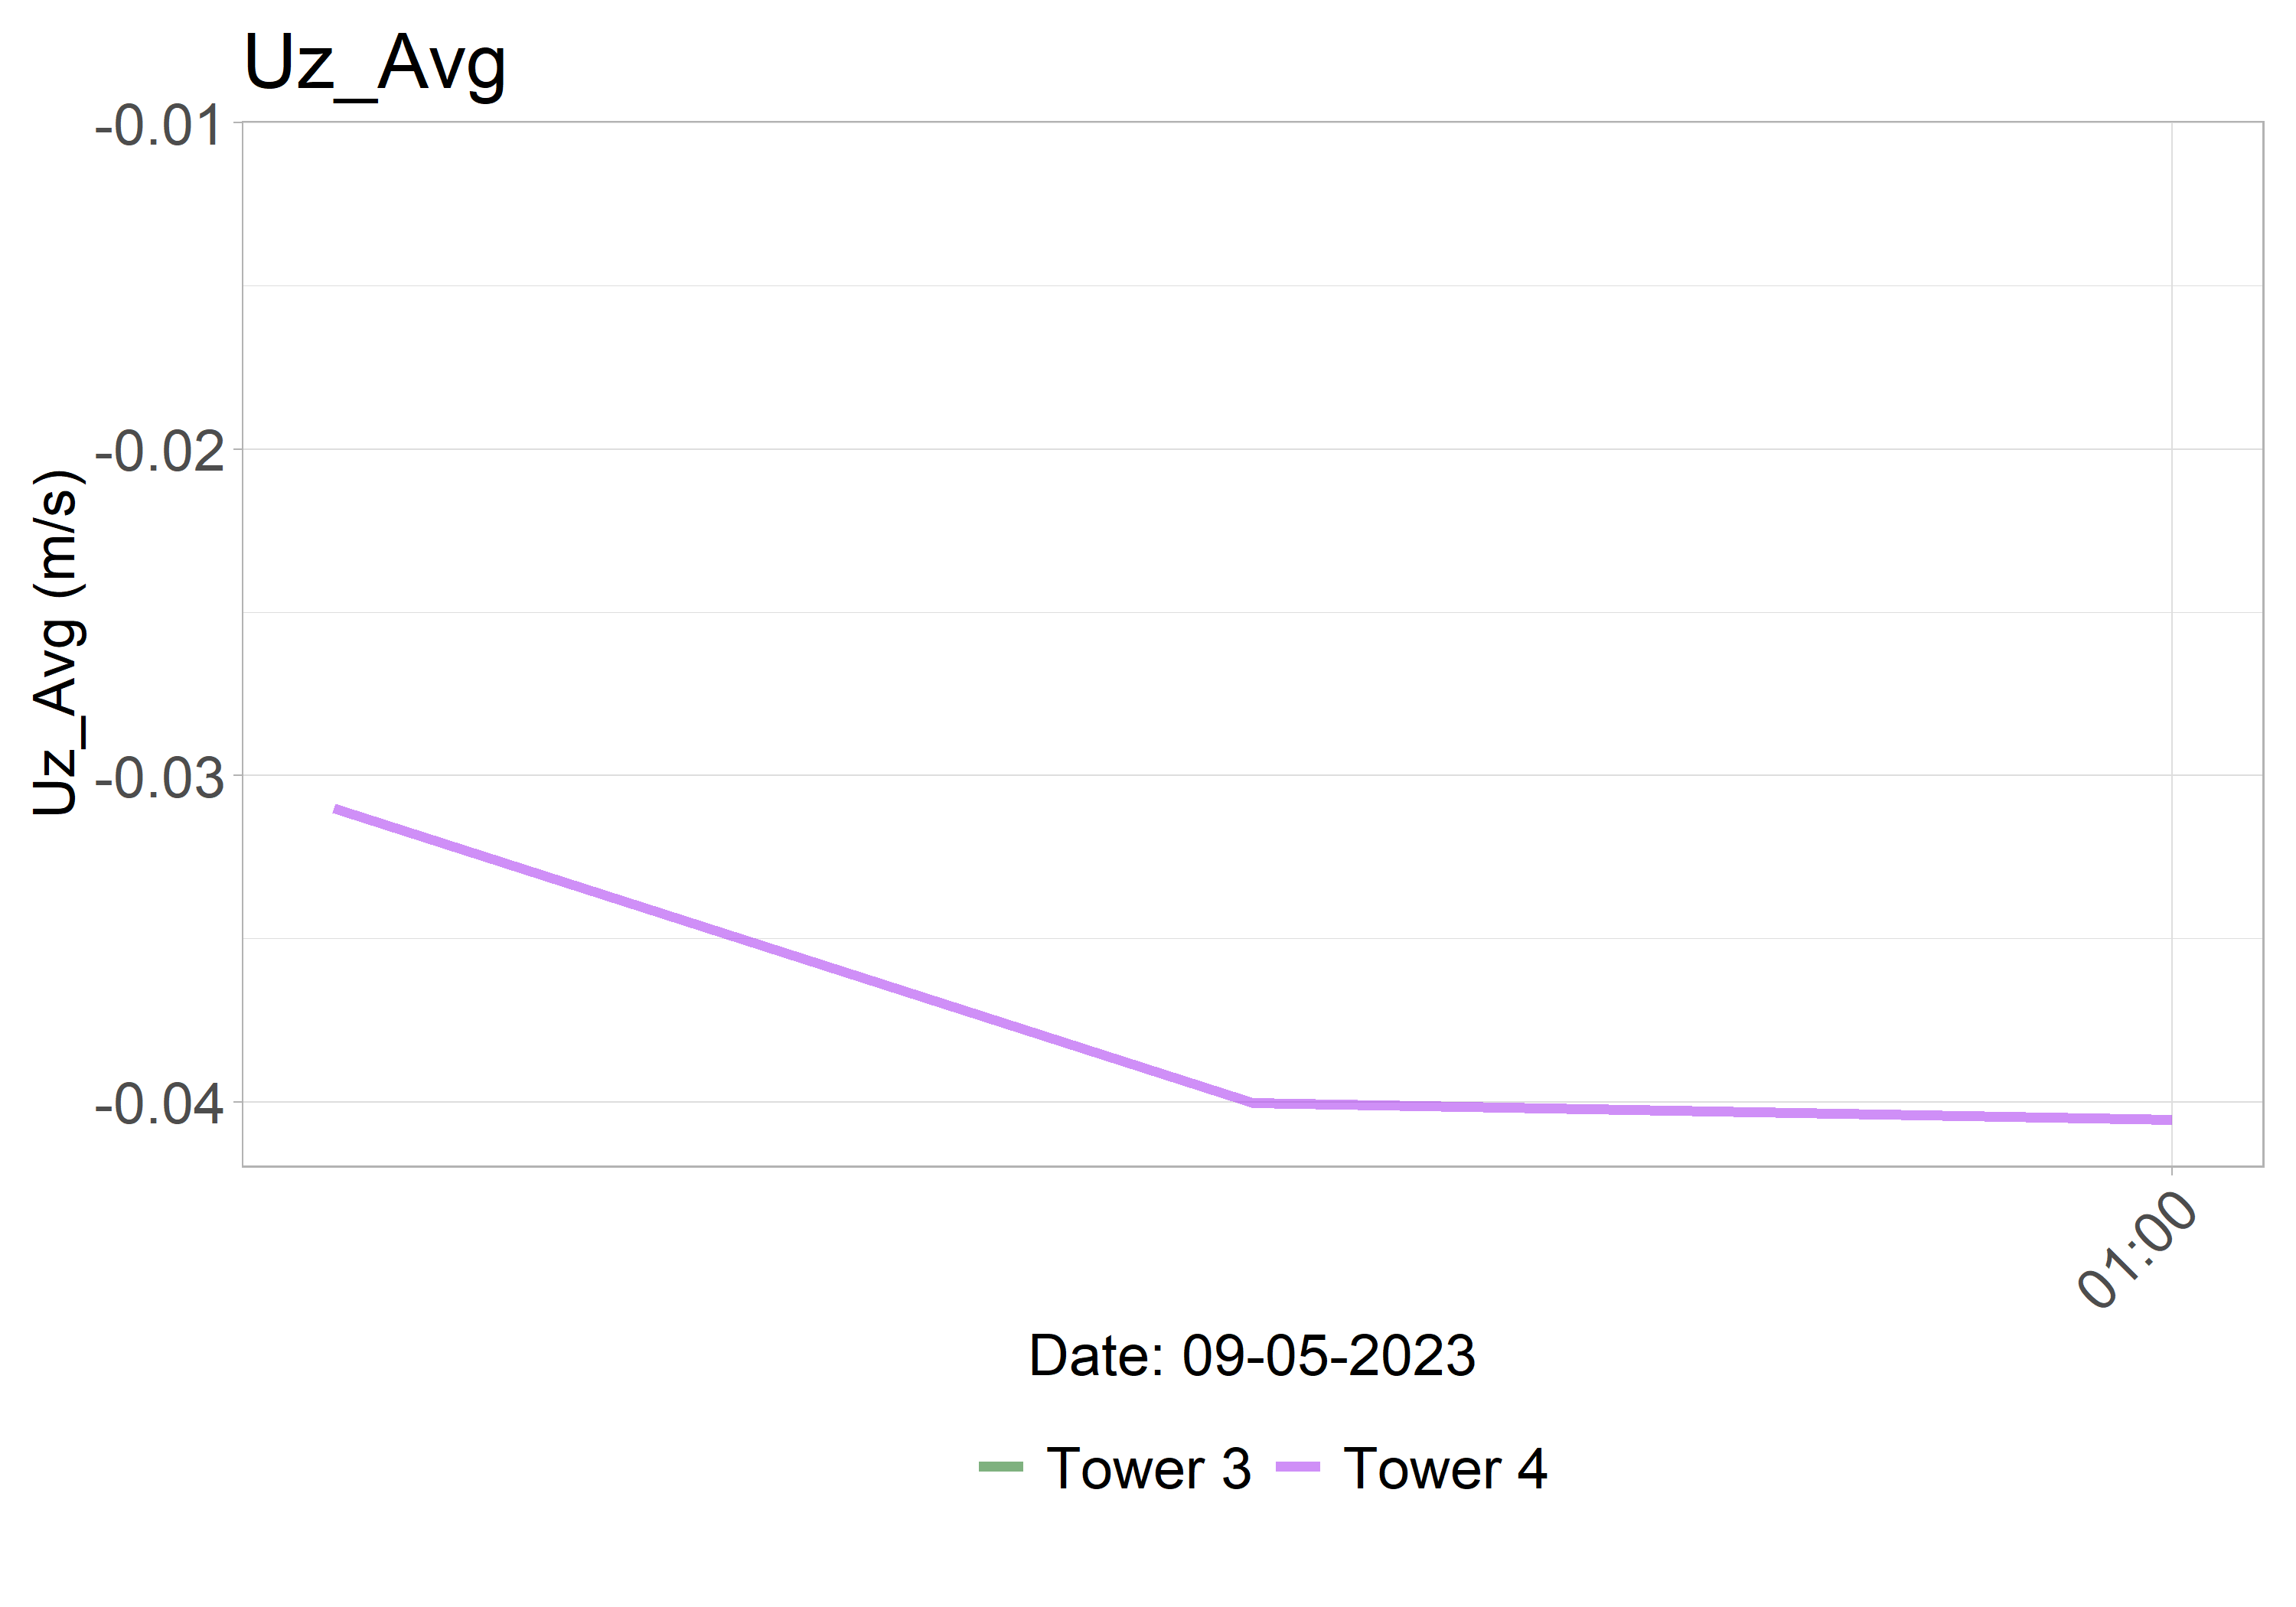 Uz_Avg
Uz_Avg (m/s)
-0.01
-0.02
-0.03
-0.04
01:00
Date: 09-05-2023
Tower 3 Tower 4